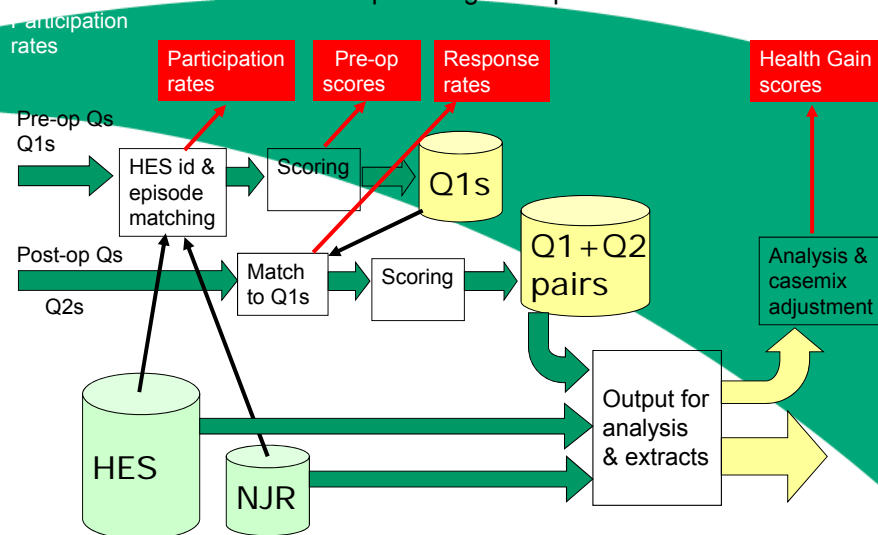 Participation
rates
Participation
rates
Pre-op
scores
Response
rates
Health Gain
scores
Pre-op Qs
Q1s
HES id &
episode
matching
Scoring
Q1s
Post-op Qs
Q2s
Match
to Q1s
Scoring
Q1+Q2
pairs
Analysis &
casemix
adjustment
Output for
analysis
& extracts
HES
NJR